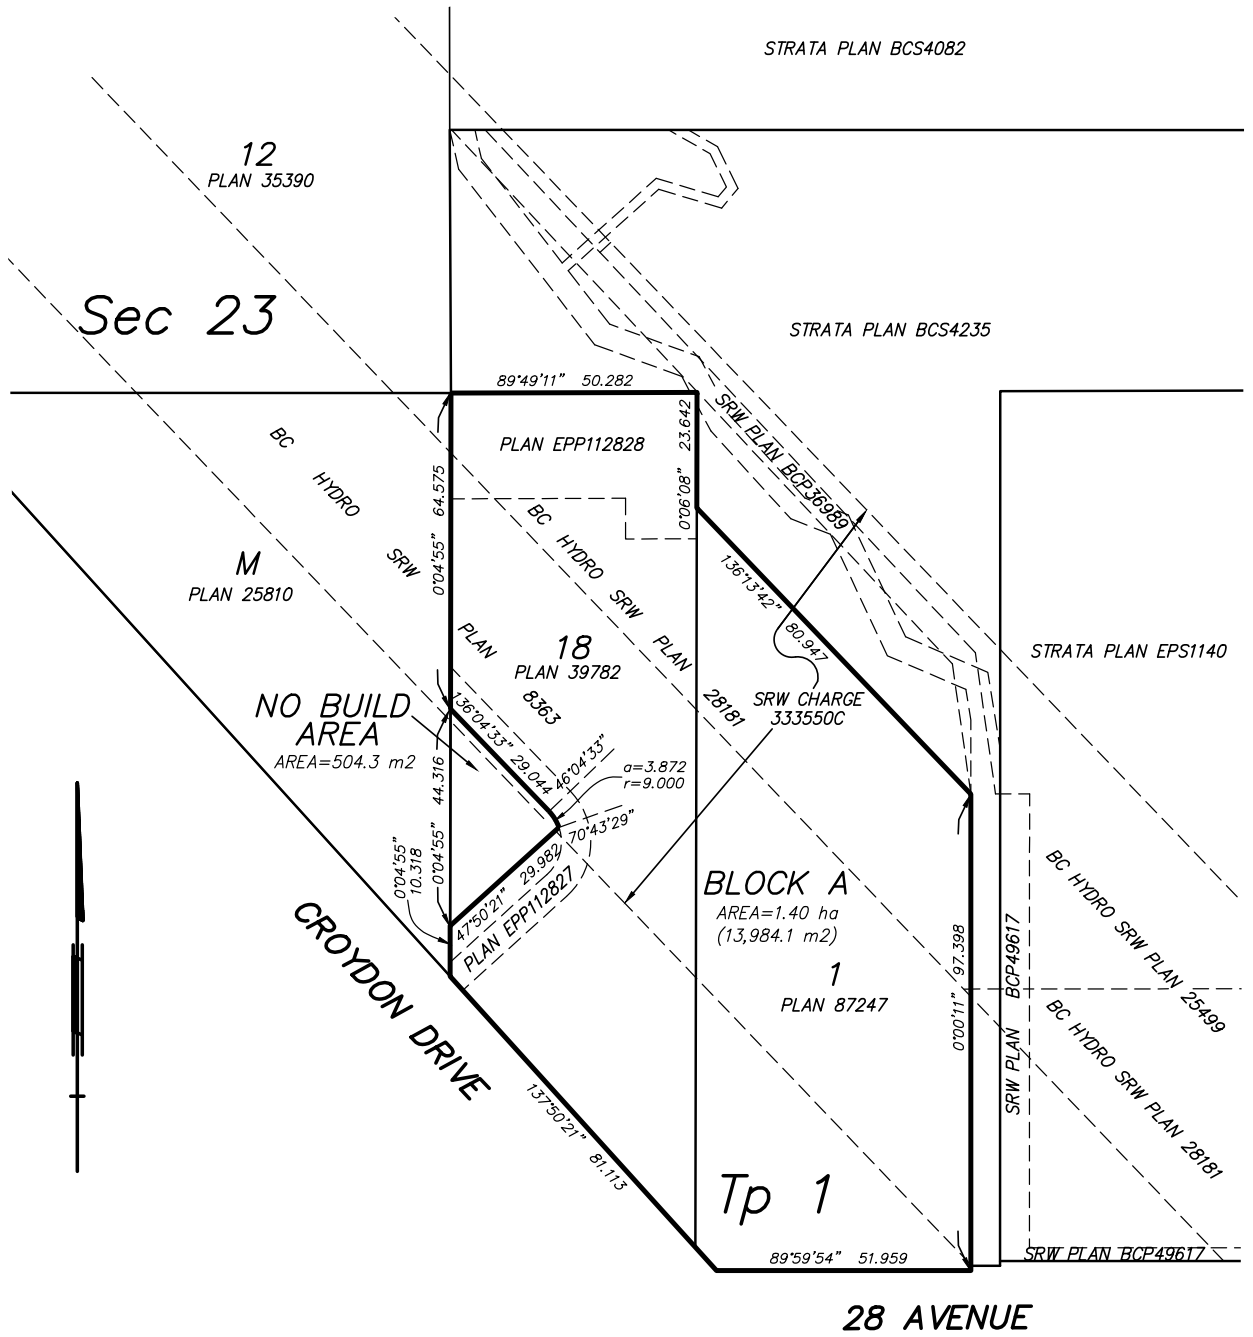 STRATA PLAN BCS4082
12
PLAN 35390
Sec 23
STRATA PLAN BCS4235
89°49'11" 50.282
PLAN EPP112828
23.642
0°06'08"
SRW PLAN BCP36989
BC HYDRO SRW PLAN 8363
64.575
0°04'55"
BC HYDRO SRW PLAN 28181
M
PLAN 25810
136°13'42" 80.947
18
PLAN 39782
STRATA PLAN EPS1140
SRW CHARGE
333550C
NO BUILD
AREA
AREA=504.3 m2
136°04'33" 29.044
46°04'33"
a=3.872
r=9.000
44.316
0°04'55"
70°43'29"
0°04'55"
10.318
47°50'21" 29.982
PLAN EPP112827
BLOCK A
AREA=1.40 ha
(13,984.1 m2)
1
PLAN 87247
97.398
0°00'11"
SRW PLAN BCP49617
BC HYDRO SRW PLAN 25499
BC HYDRO SRW PLAN 28181
CROYDON DRIVE
137°50'21" 81.113
Tp 1
89°59'54" 51.959
SRW PLAN BCP49617
28 AVENUE